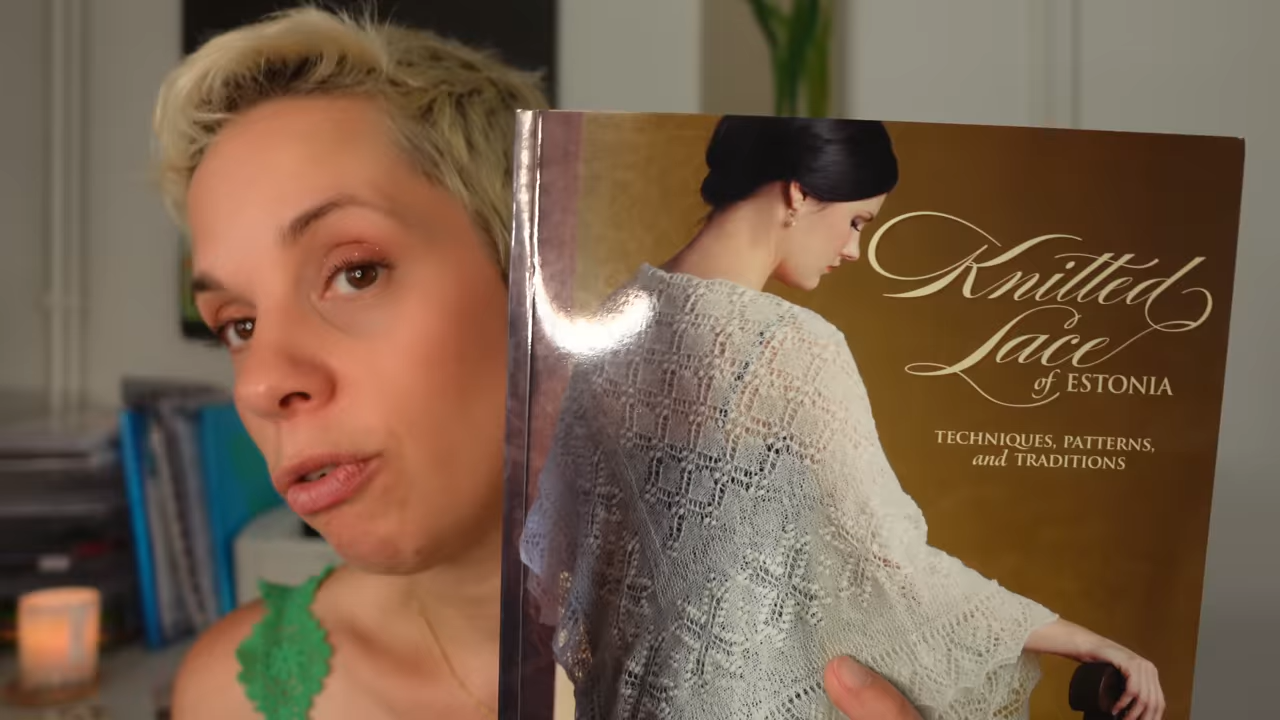 Knitted
Lace
of ESTONIA
TECHNIQUES, PATTERNS,
and TRADITIONS